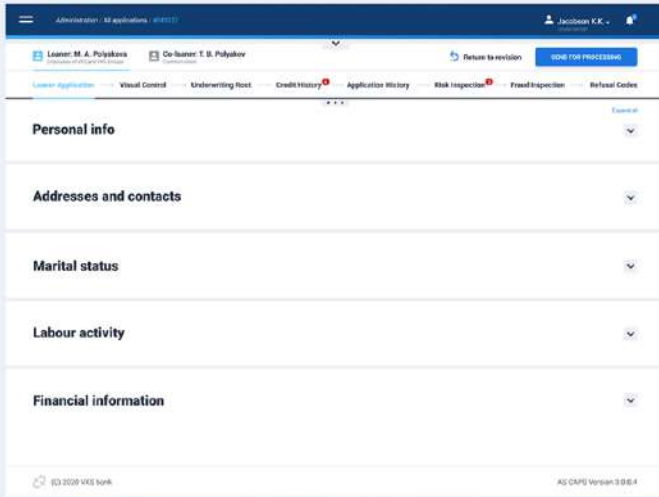 Administration / All applications /
Jacobson K.K.
Loaner: M. A. Polyakova
Co-loaner: T. U. Polyakov
Return to revision
SEND FOR PROCESSING
Loaner Application
Visual Control
Underwriting Root
Credit History
Application History
Risk Inspection
Fraud Inspection
Refusal Codes
Expand all
Personal info
Addresses and contacts
Marital status
Labour activity
Financial information
(C) 2020 VXS bank
AS CAPS Version 3.0.0.4